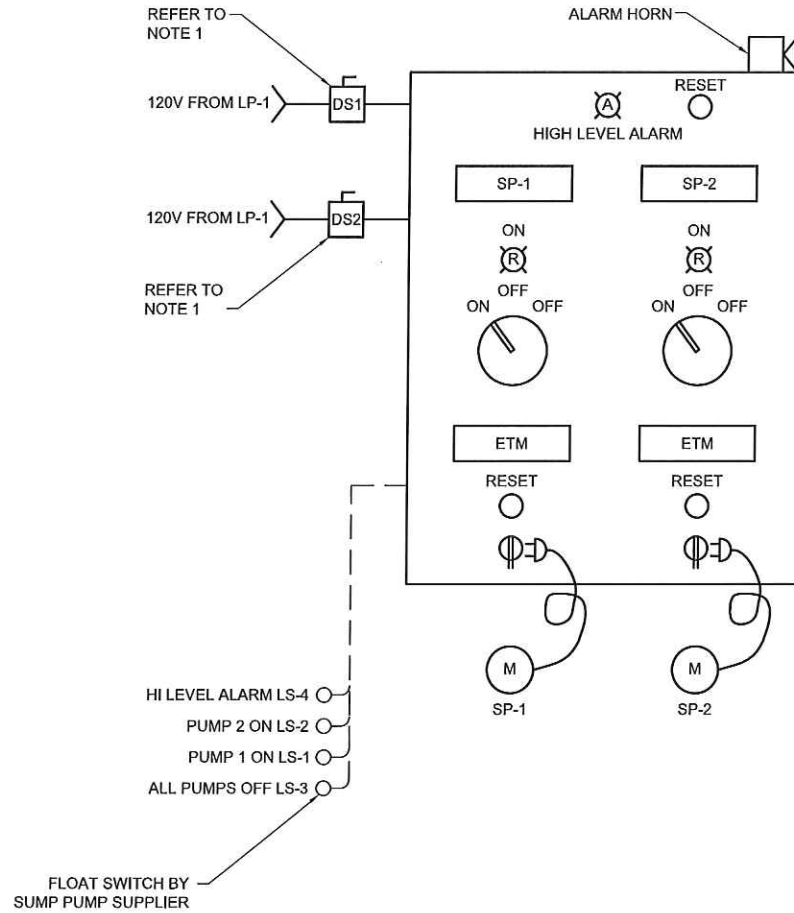 REFER TO
NOTE 1
ALARM HORN
120V FROM LP-1
DS1
A
RESET
HIGH LEVEL ALARM
SP-1
SP-2
120V FROM LP-1
DS2
ON
ON
R
R
REFER TO
NOTE 1
OFF
OFF
ON
OFF
ON
OFF
ETM
ETM
RESET
RESET
M
M
SP-1
SP-2
HI LEVEL ALARM LS-4
PUMP 2 ON LS-2
PUMP 1 ON LS-1
ALL PUMPS OFF LS-3
FLOAT SWITCH BY
SUMP PUMP SUPPLIER